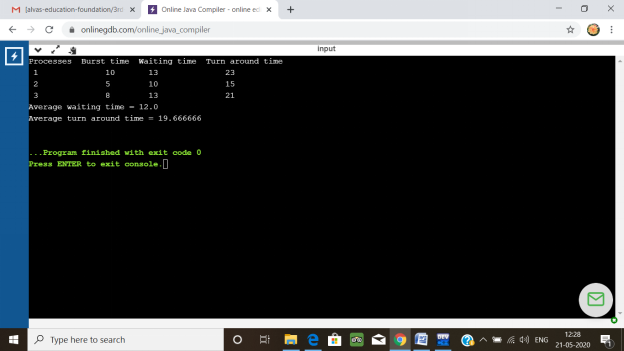 [alvas-education-foundation/3rd
Online Java Compiler - online edi
onlinegdb.com/online_java_compiler
input
Processes Burst time Waiting time Turn around time
1 10 13 23
2 5 10 15
3 8 13 21
Average waiting time = 12.0
Average turn around time = 19.666666
...Program finished with exit code 0
Press ENTER to exit console.
Type here to search
ENG
12:28
21-05-2020